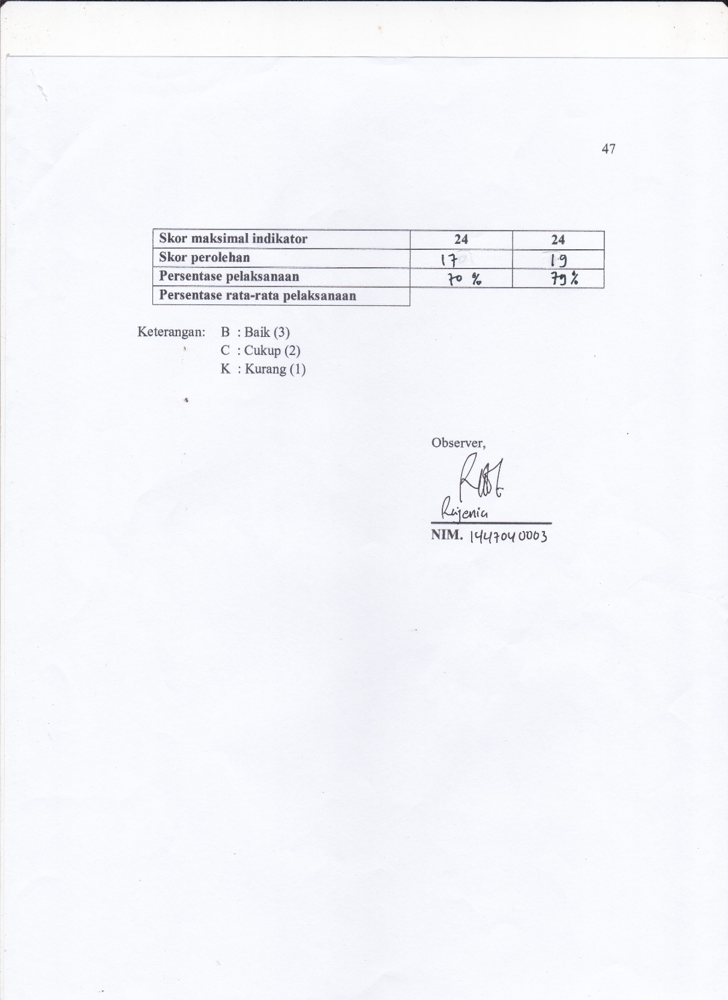 47
Skor maksimal indikator 24 24
Skor perolehan 17 19
Persentase pelaksanaan 70 % 79 %
Persentase rata-rata pelaksanaan
Keterangan: B : Baik (3)
C : Cukup (2)
K : Kurang (1)
Observer,
NIM. 1447040003